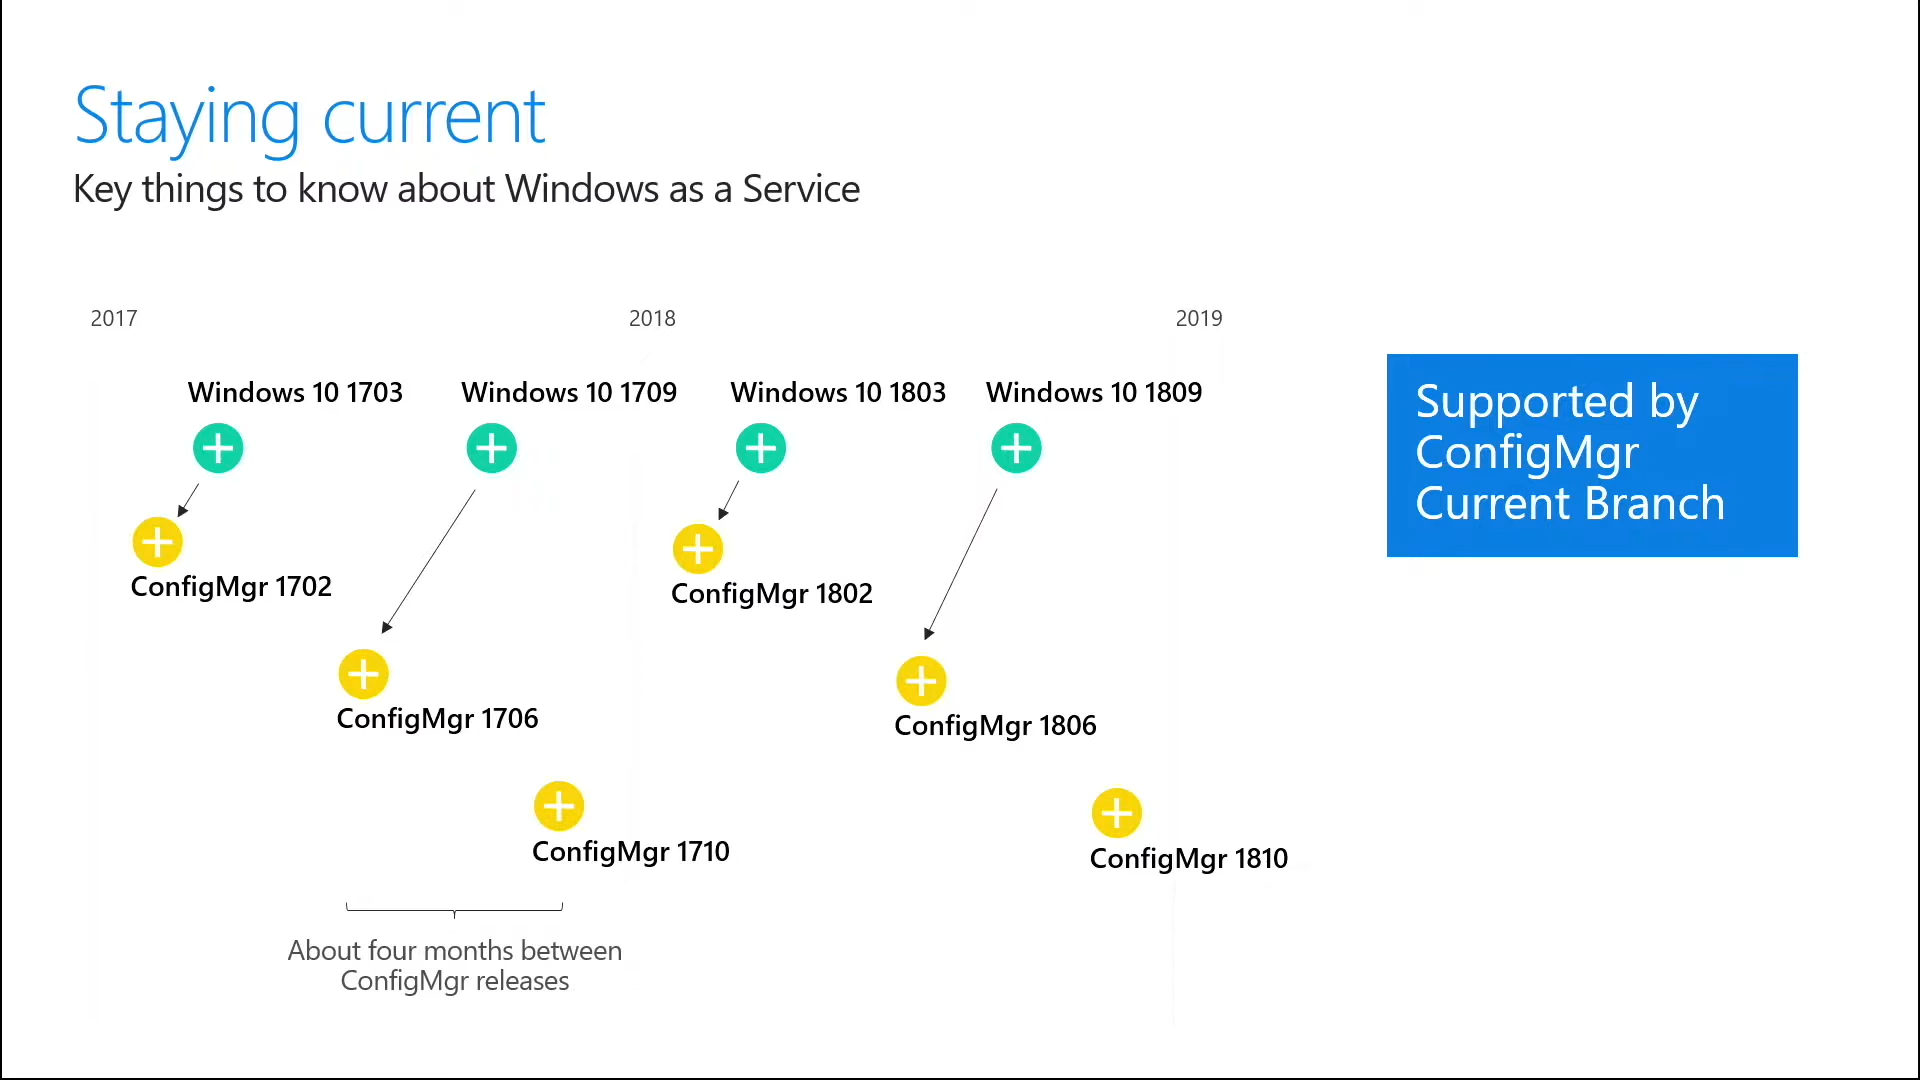 Staying current
Key things to know about Windows as a Service
2017
2018
2019
Windows 10 1703
Windows 10 1709
Windows 10 1803
Windows 10 1809
Supported by
ConfigMgr
Current Branch
ConfigMgr 1702
ConfigMgr 1802
ConfigMgr 1706
ConfigMgr 1806
ConfigMgr 1710
ConfigMgr 1810
About four months between
ConfigMgr releases